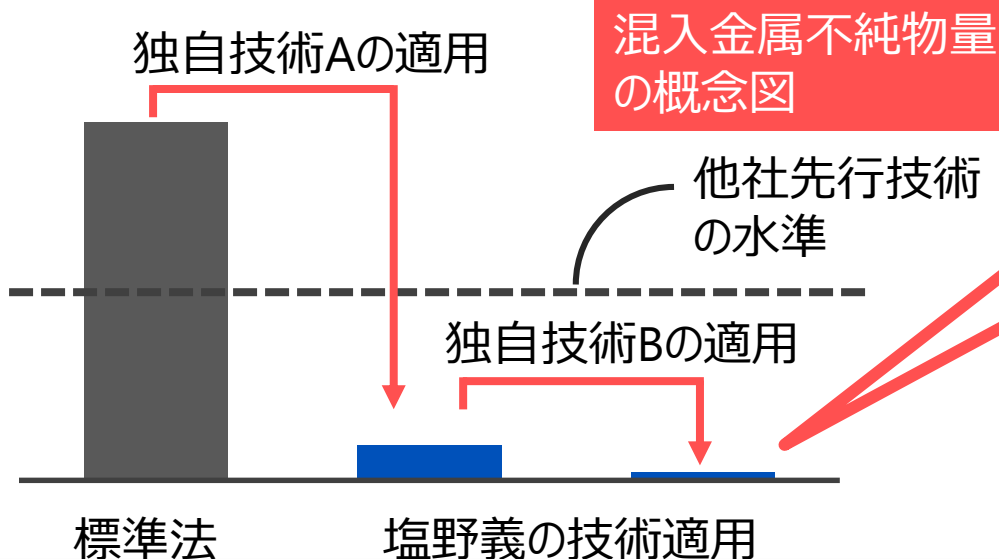 独自技術Aの適用
混入金属不純物量
の概念図
他社先行技術
の水準
独自技術Bの適用
標準法
塩野義の技術適用